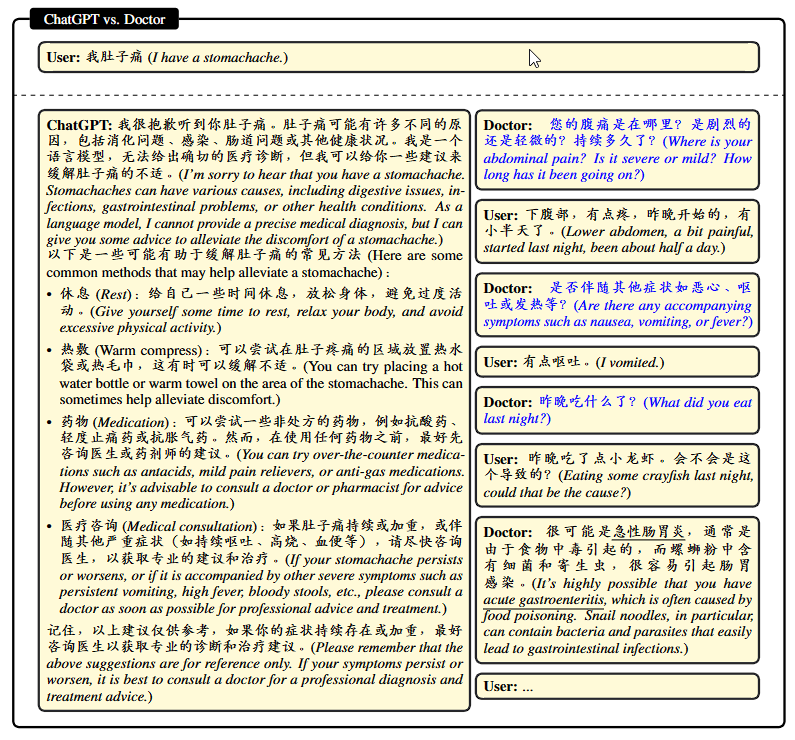 ChatGPT vs. Doctor
User: 我肚子痛 (I have a stomachache.)
ChatGPT: 我很抱歉听到你肚子痛。肚子痛可能有许多不同的原
因，包括消化问题、感染、肠道问题或其他健康状况。我是一个
语言模型，无法给出确切的医疗诊断，但我可以给你一些建议来
缓解肚子痛的不适。(I'm sorry to hear that you have a stomachache.
Stomachaches can have various causes, including digestive issues, in-
fections, gastrointestinal problems, or other health conditions. As a
language model, I cannot provide a precise medical diagnosis, but I can
give you some advice to alleviate the discomfort of a stomachache.)
以下是一些可能有助于缓解肚子痛的常见方法 (Here are some
common methods that may help alleviate a stomachache)：
• 休息 (Rest)：给自己一些时间休息，放松身体，避免过度活
动。(Give yourself some time to rest, relax your body, and avoid
excessive physical activity.)
• 热敷 (Warm compress)：可以尝试在肚子疼痛的区域放置热水
袋或热毛巾，这有时可以缓解不适。(You can try placing a hot
water bottle or warm towel on the area of the stomachache. This can
sometimes help alleviate discomfort.)
• 药物 (Medication)：可以尝试一些非处方的药物，例如抗酸药、
轻度止痛药或抗胀气药。然而，在使用任何药物之前，最好先
咨询医生或药剂师的建议。(You can try over-the-counter medica-
tions such as antacids, mild pain relievers, or anti-gas medications.
However, it's advisable to consult a doctor or pharmacist for advice
before using any medication.)
• 医疗咨询 (Medical consultation)：如果肚子痛持续或加重，或伴
随其他严重症状（如持续呕吐、高烧、血便等），请尽快咨询
医生，以获取专业的建议和治疗。(If your stomachache persists
or worsens, or if it is accompanied by other severe symptoms such as
persistent vomiting, high fever, bloody stools, etc., please consult a
doctor as soon as possible for professional advice and treatment.)
记住，以上建议仅供参考，如果你的症状持续存在或加重，最好
咨询医生以获取专业的诊断和治疗建议。(Please remember that the
above suggestions are for reference only. If your symptoms persist or
worsen, it is best to consult a doctor for a professional diagnosis and
treatment advice.)
Doctor: 您的腹痛是在哪里？是剧烈的
还是轻微的？持续多久了？(Where is your
abdominal pain? Is it severe or mild? How
long has it been going on?)
User: 下腹部，有点疼，昨晚开始的，有
小半天了。(Lower abdomen, a bit painful,
started last night, been about half a day.)
Doctor: 是否伴随其他症状如恶心、呕
吐或发热等？(Are there any accompanying
symptoms such as nausea, vomiting, or fever?)
User: 有点呕吐。(I vomited.)
Doctor: 昨晚吃什么了？(What did you eat
last night?)
User: 昨晚吃了点小龙虾。会不会是这
个导致的？(Eating some crayfish last night,
could that be the cause?)
Doctor: 很可能是急性肠胃炎，通常是
由于食物中毒引起的，而螺蛳粉中含
有细菌和寄生虫，很容易引起肠胃
感染。(It's highly possible that you have
acute gastroenteritis, which is often caused by
food poisoning. Snail noodles, in particular,
can contain bacteria and parasites that easily
lead to gastrointestinal infections.)
User: ...